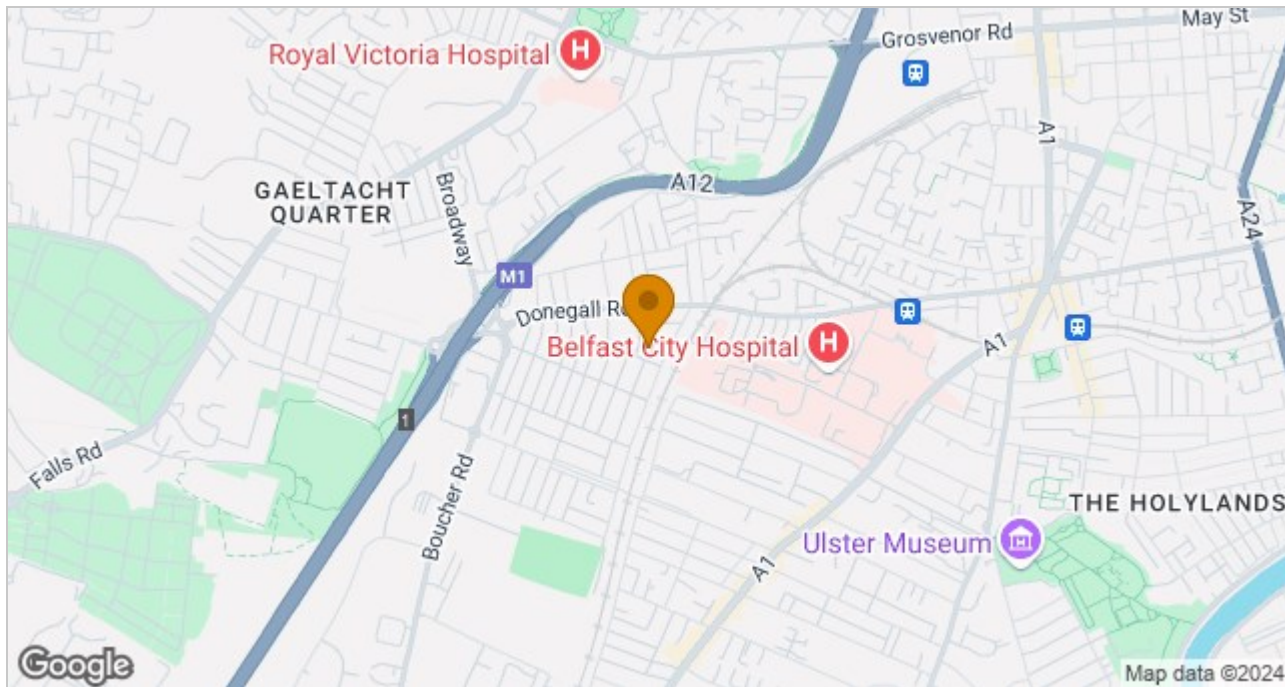 May St
Grosvenor Rd
Royal Victoria Hospital
H
A1
A12
GAELTACHT
QUARTER
Broadway
A24
M1
Donegall Rd
Belfast City Hospital
H
A1
1
Falls Rd
Boucher Rd
THE HOLYLANDS
Ulster Museum
A1
Google
Map data ©2024